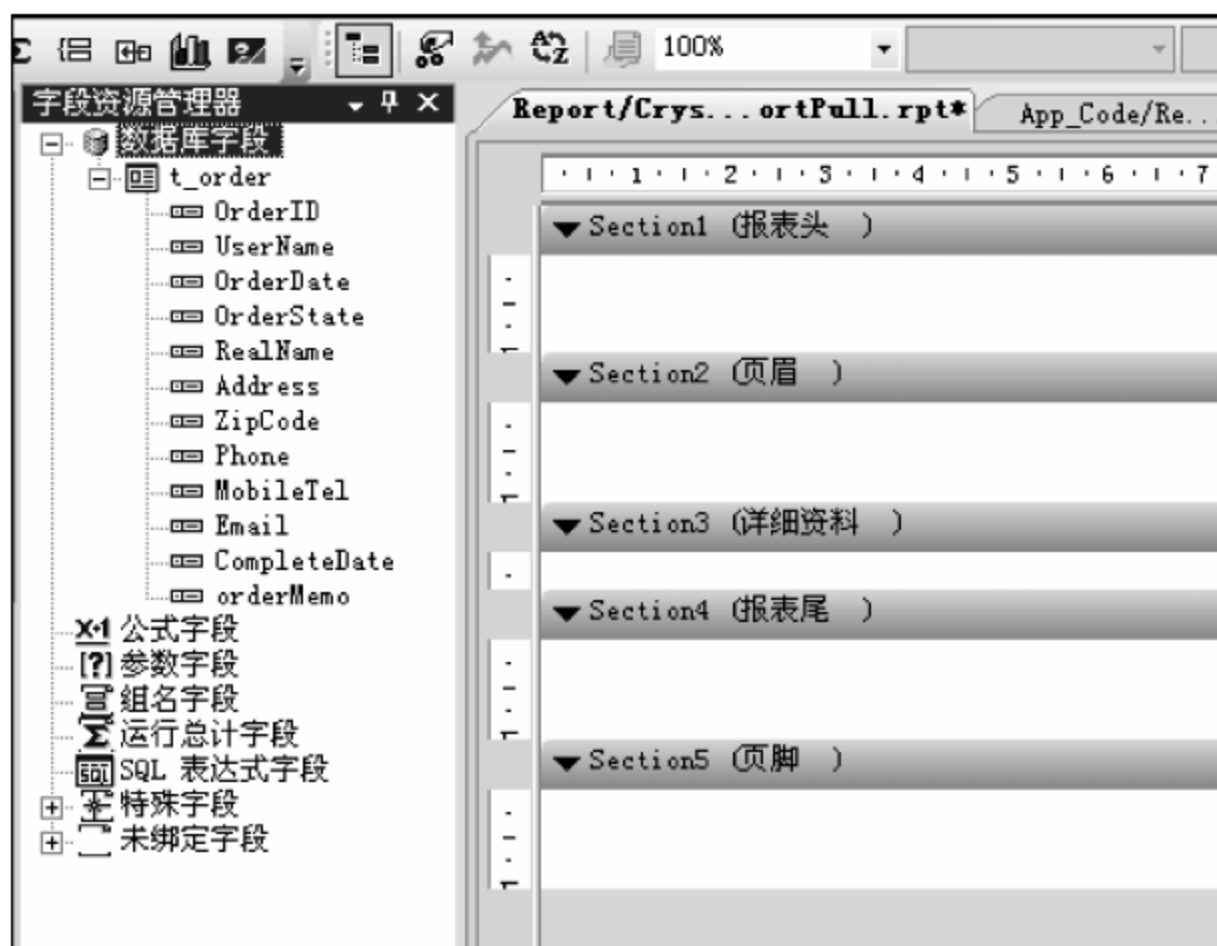 100%
字段资源管理器
Report/Crys...ortPull.rpt*
App_Code/Re..
数据库字段
1 2 3 4 5 6 7
t_order
OrderID
UserName
OrderDate
OrderState
RealName
Address
ZipCode
Phone
MobileTel
Email
CompleteDate
orderMemo
公式字段
参数字段
组名字段
运行总计字段
SQL 表达式字段
特殊字段
未绑定字段
Section1 (报表头 )
Section2 (页眉 )
Section3 (详细资料 )
Section4 (报表尾 )
Section5 (页脚 )